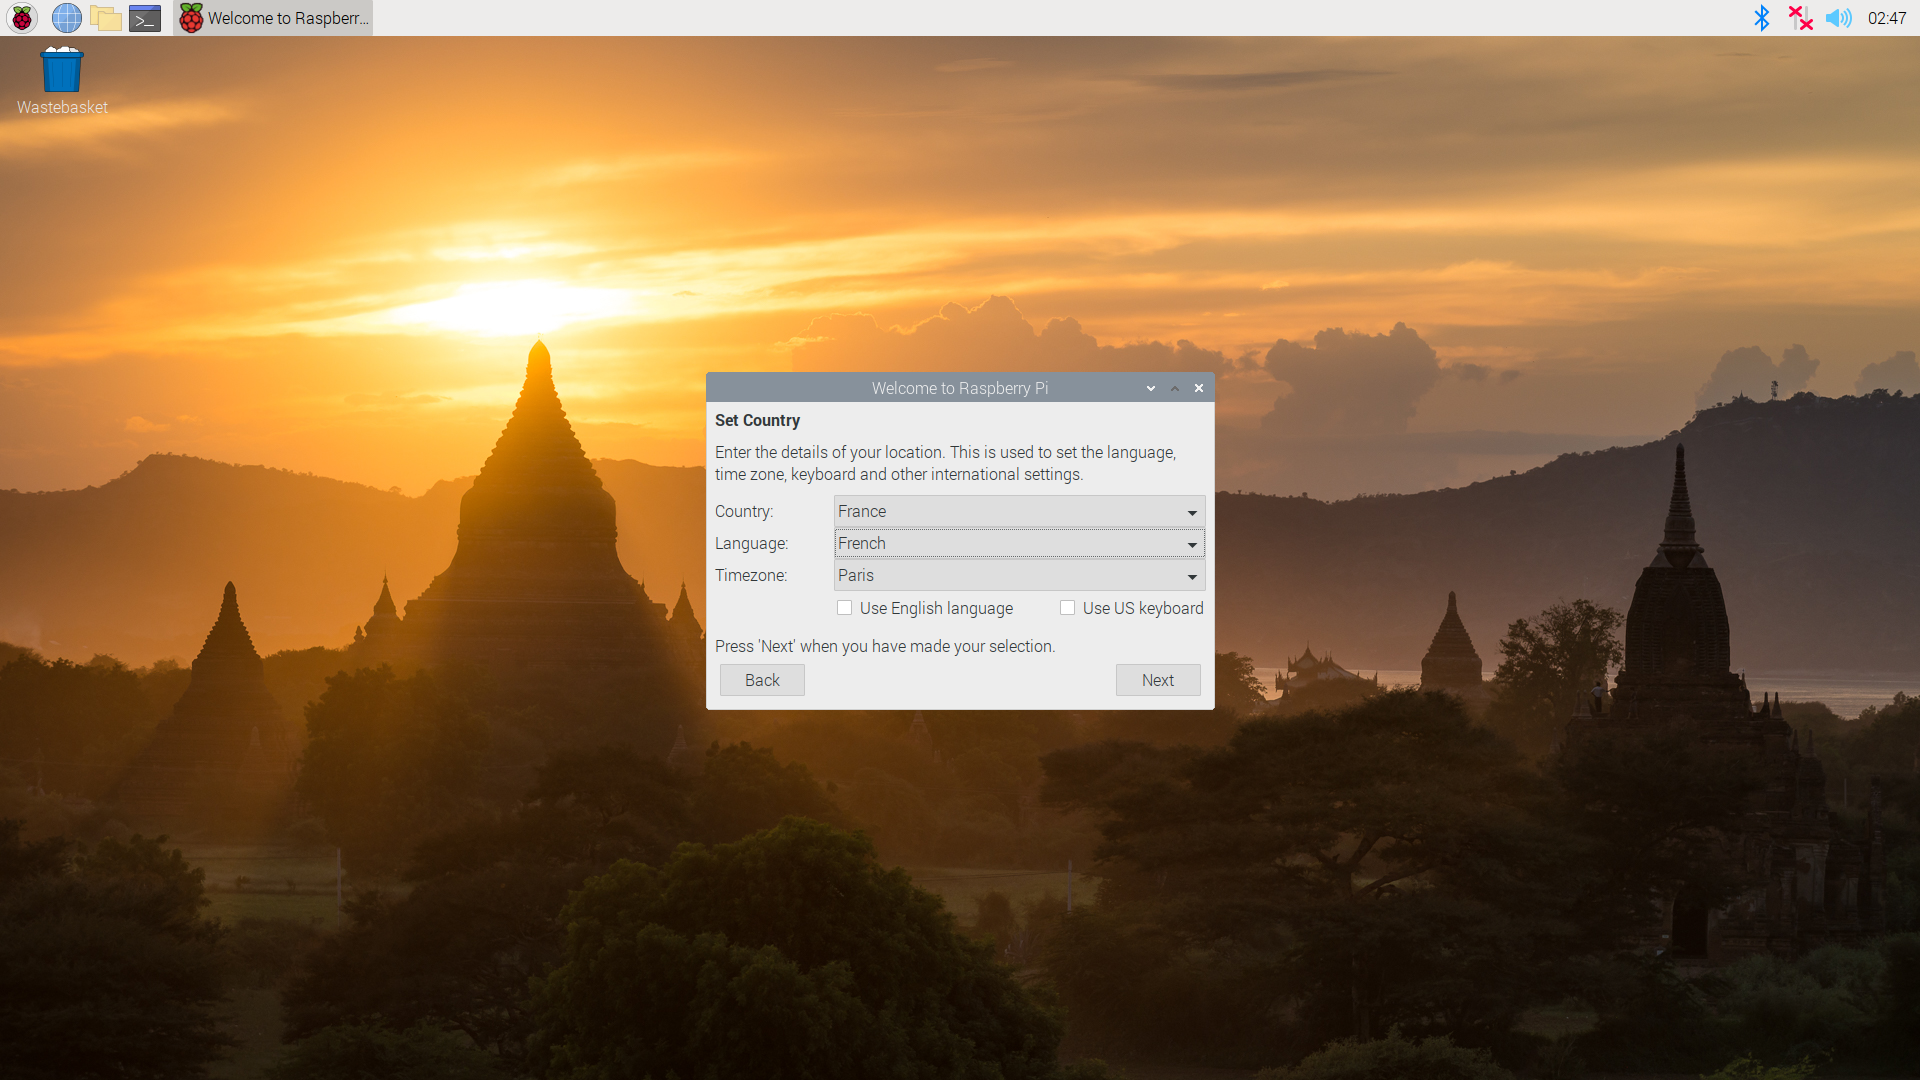 Welcome to Raspberr...
02:47
Wastebasket
Welcome to Raspberry Pi
Set Country
Enter the details of your location. This is used to set the language,
time zone, keyboard and other international settings.
Country: France
Language: French
Timezone: Paris
Use English language Use US keyboard
Press 'Next' when you have made your selection.
Back Next